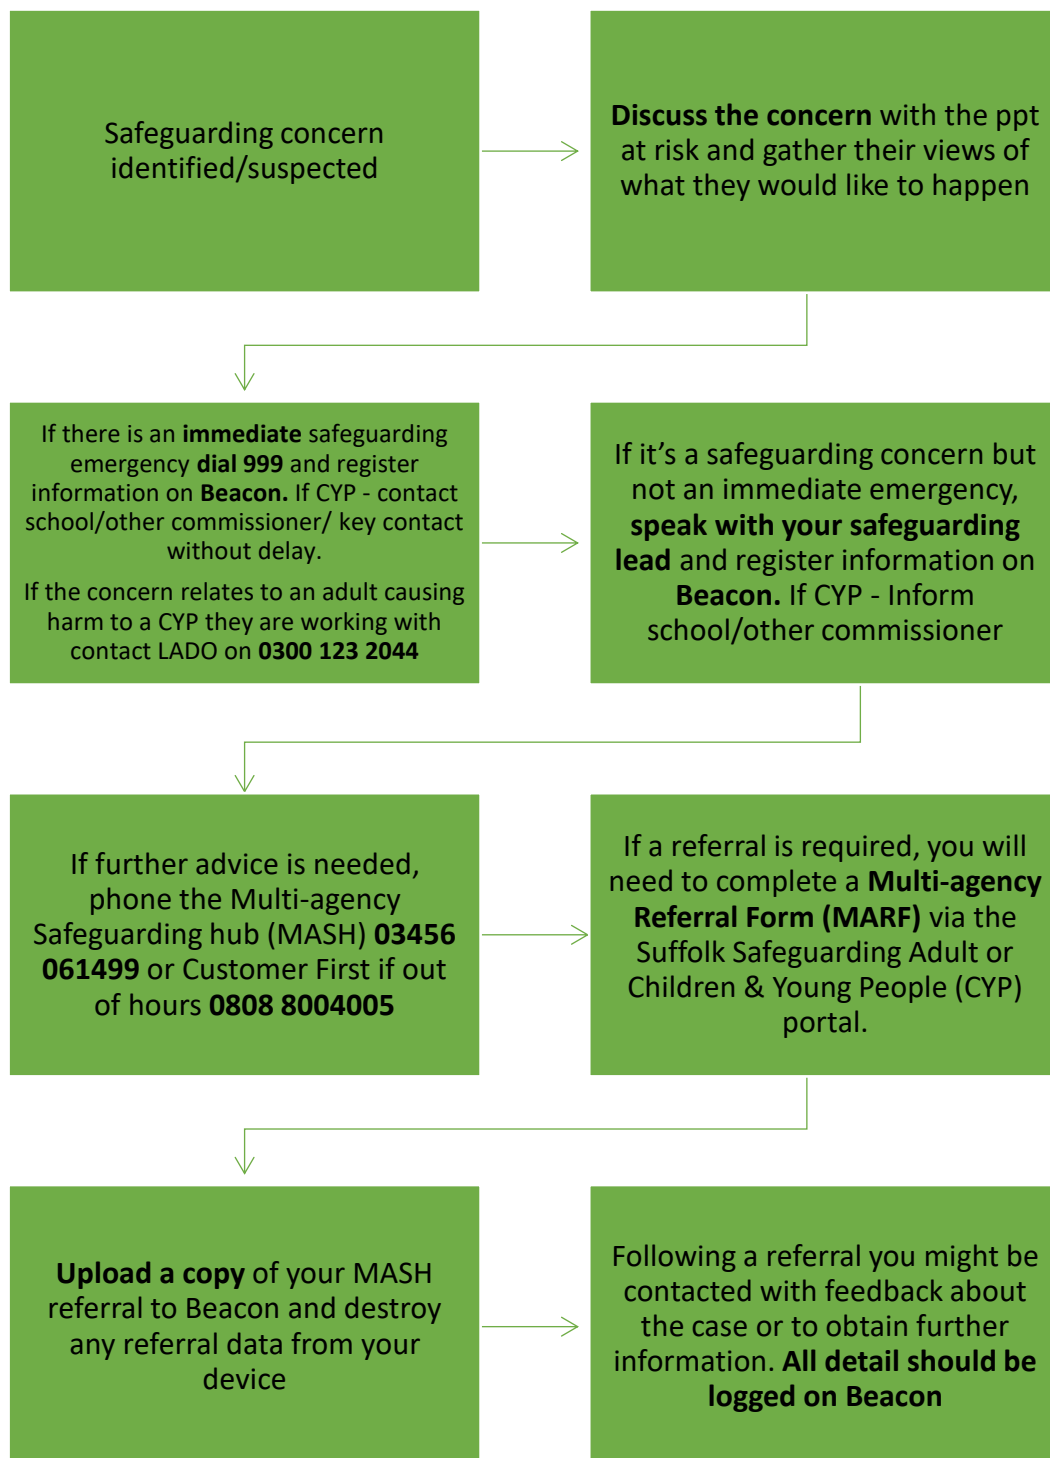 Safeguarding concern
identified/suspected
Discuss the concern with the ppt
at risk and gather their views of
what they would like to happen
If there is an immediate safeguarding
emergency dial 999 and register
information on Beacon. If CYP - contact
school/other commissioner/ key contact
without delay.
If the concern relates to an adult causing
harm to a CYP they are working with
contact LADO on 0300 123 2044
If it’s a safeguarding concern but
not an immediate emergency,
speak with your safeguarding
lead and register information on
Beacon. If CYP - Inform
school/other commissioner
If further advice is needed,
phone the Multi-agency
Safeguarding hub (MASH) 03456
061499 or Customer First if out
of hours 0808 8004005
If a referral is required, you will
need to complete a Multi-agency
Referral Form (MARF) via the
Suffolk Safeguarding Adult or
Children & Young People (CYP)
portal.
Upload a copy of your MASH
referral to Beacon and destroy
any referral data from your
device
Following a referral you might be
contacted with feedback about
the case or to obtain further
information. All detail should be
logged on Beacon